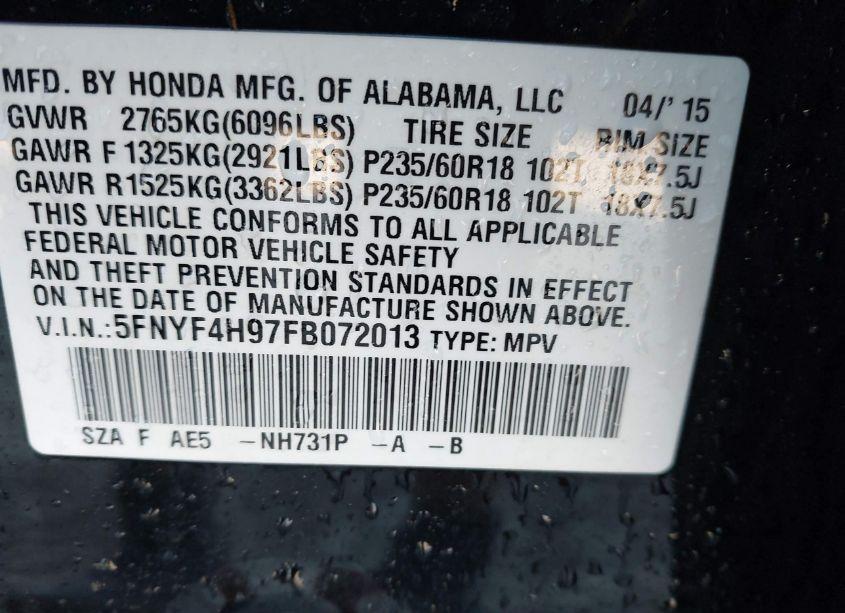 MFD. BY HONDA MFG. OF ALABAMA, LLC 04/' 15
GVWR 2765KG(6096LBS) TIRE SIZE RIM SIZE
GAWR F 1325KG(2921LBS) P235/60R18 102T 18X7.5J
GAWR R1525KG(3362LBS) P235/60R18 102T 18X7.5J
THIS VEHICLE CONFORMS TO ALL APPLICABLE
FEDERAL MOTOR VEHICLE SAFETY
AND THEFT PREVENTION STANDARDS IN EFFECT
ON THE DATE OF MANUFACTURE SHOWN ABOVE.
V.I.N.:5FNYF4H97FB072013 TYPE: MPV
SZA F AE5 -NH731P -A -B